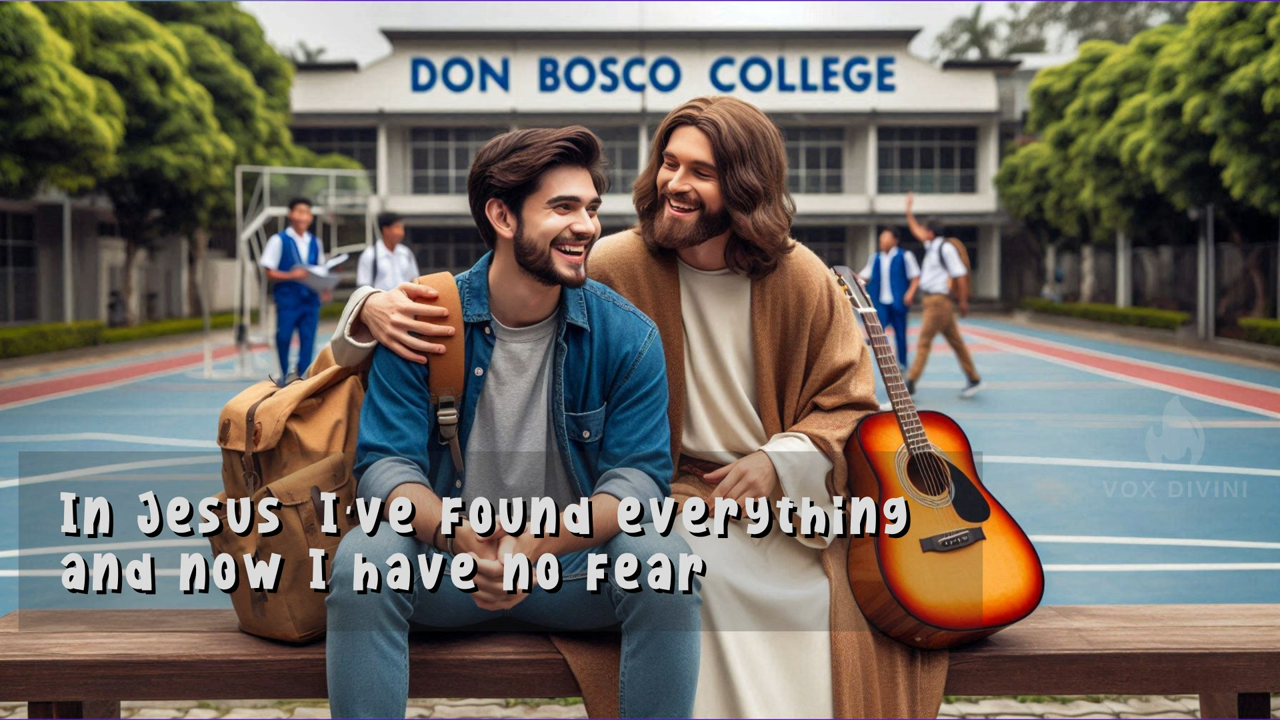 DON BOSCO COLLEGE
VOX DIVINI
In Jesus I've found everything
and now I have no fear